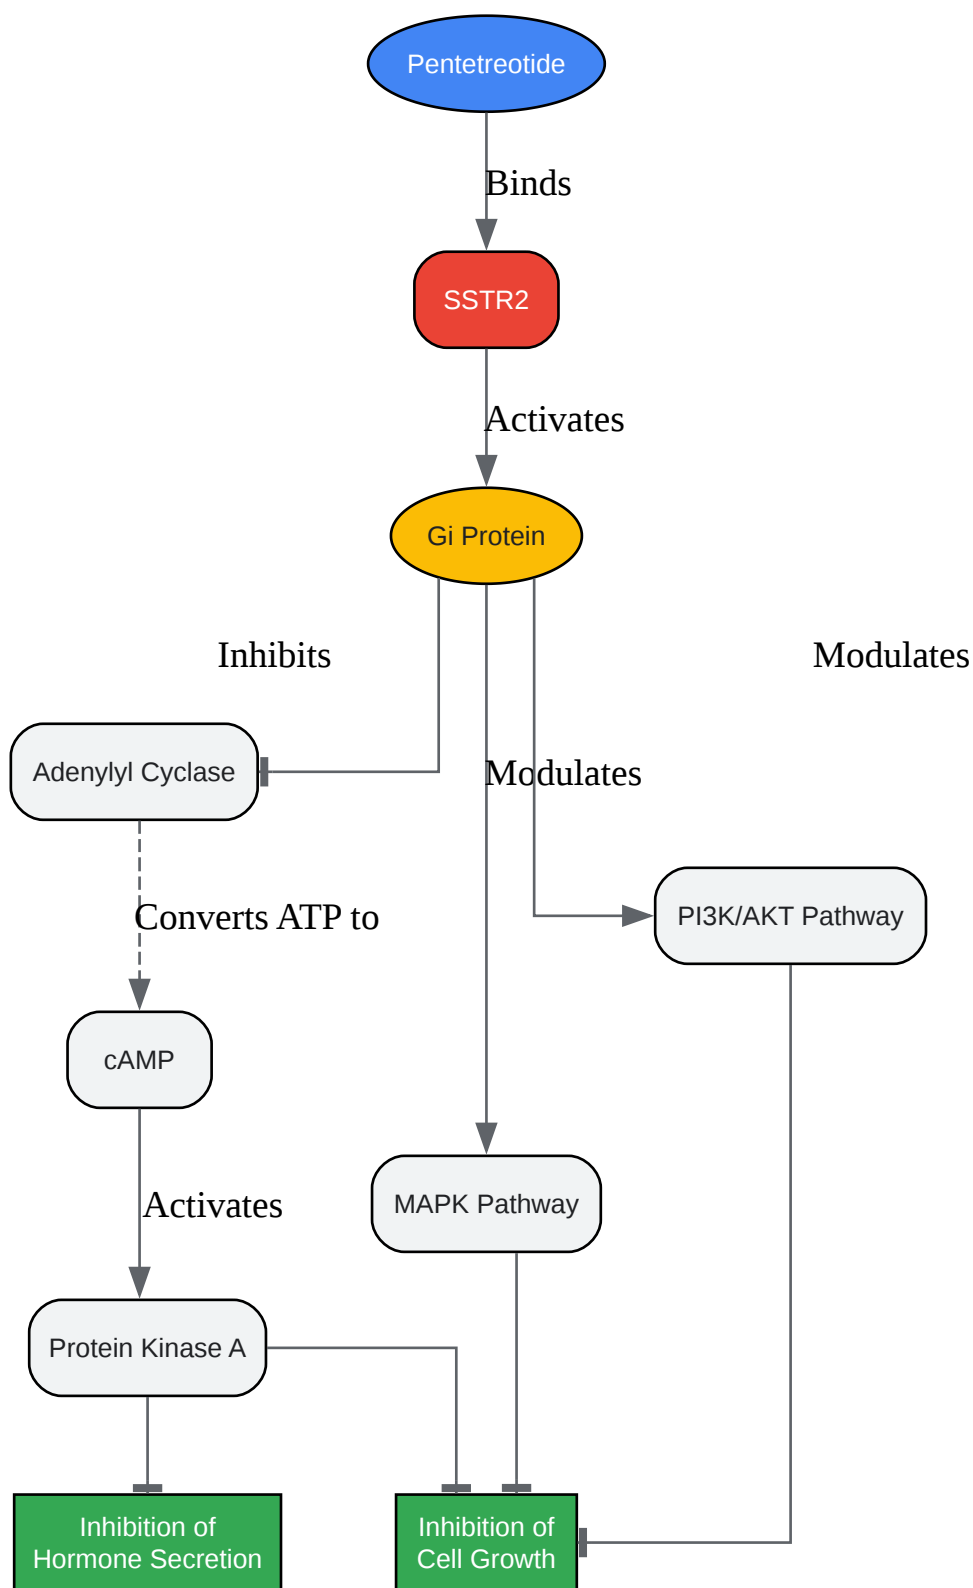 Pentetreotide
Binds
SSTR2
Activates
Gi Protein
Inhibits
Modulates
Adenylyl Cyclase
Modulates
Converts ATP to
PI3K/AKT Pathway
cAMP
Activates
MAPK Pathway
Protein Kinase A
Inhibition of
Hormone Secretion
Inhibition of
Cell Growth